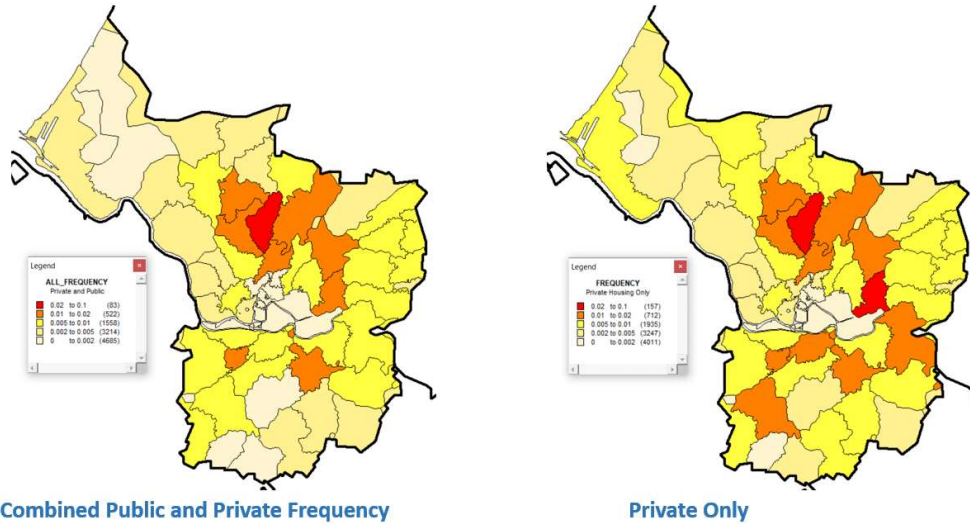 Legend
ALL_FREQUENCY
Private and Public
0.02 to 0.1 (83)
0.01 to 0.02 (522)
0.005 to 0.01 (1558)
0.002 to 0.005 (3214)
0 to 0.002 (4685)
Legend
FREQUENCY
Private Housing Only
0.02 to 0.1 (157)
0.01 to 0.02 (712)
0.005 to 0.01 (1935)
0.002 to 0.005 (3247)
0 to 0.002 (4011)
Combined Public and Private Frequency
Private Only